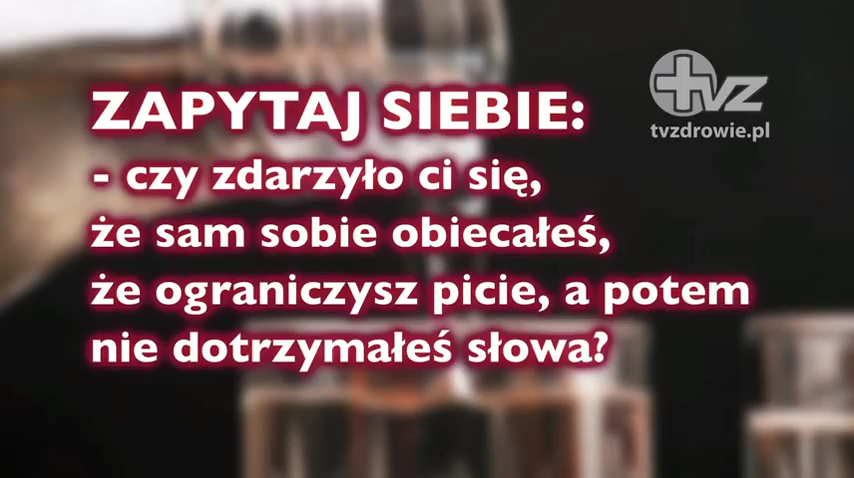 ZAPYTAJ SIEBIE:
- czy zdarzyło ci się,
że sam sobie obiecałeś,
że ograniczysz picie, a potem
nie dotrzymałeś słowa?
tvz
tvzdrowie.pl